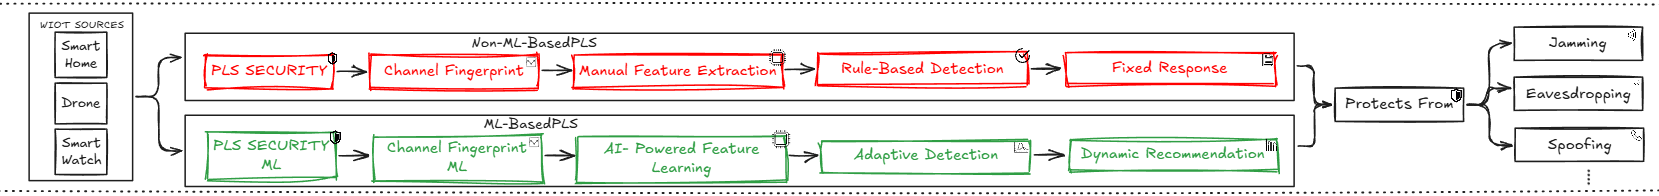 WIOT SOURCES
Smart
Home
Drone
Smart
Watch
Non-ML-BasedPLS
PLS SECURITY
Channel Fingerprint
Manual Feature Extraction
Rule-Based Detection
Fixed Response
ML-BasedPLS
PLS SECURITY
ML
Channel Fingerprint
ML
AI- Powered Feature
Learning
Adaptive Detection
Dynamic Recommendation
Protects From
Jamming
Eavesdropping
Spoofing